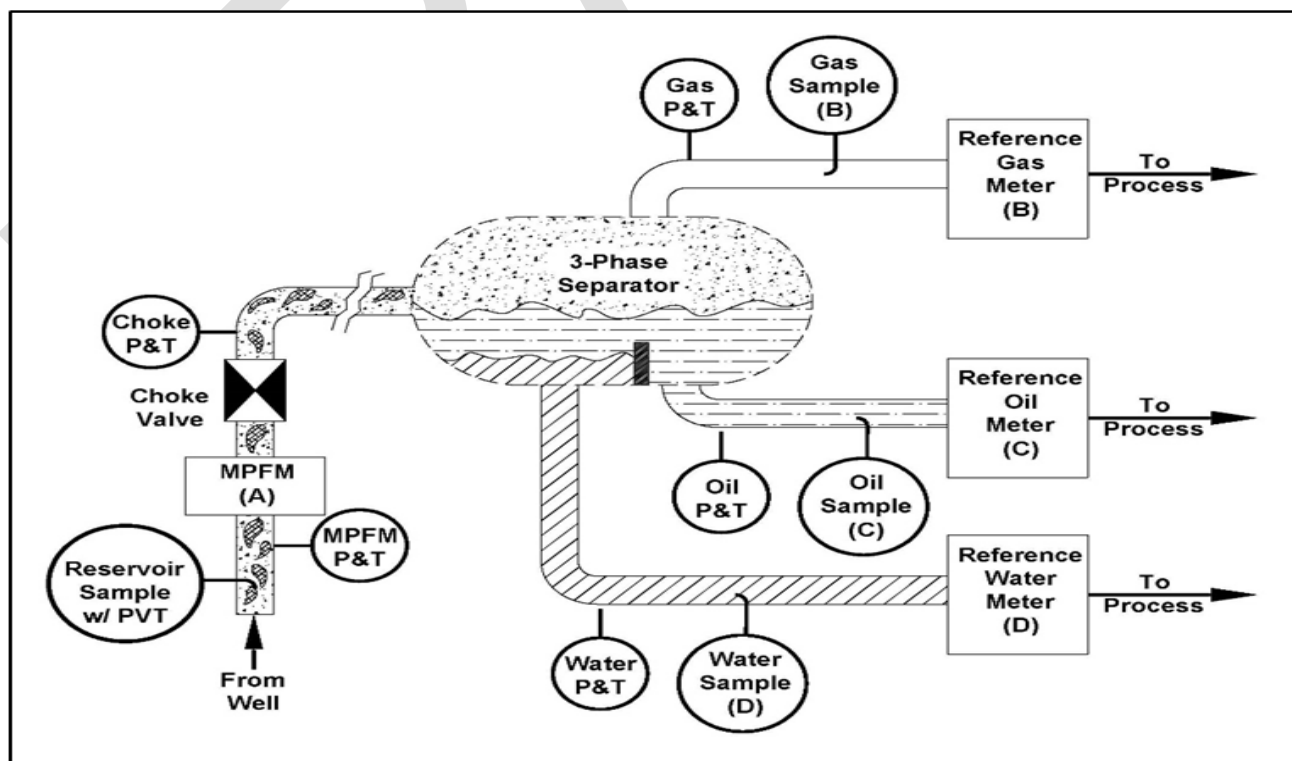 Gas
P&T
Gas
Sample
(B)
Reference
Gas
Meter
(B)
To
Process
3-Phase
Separator
Choke
P&T
Choke
Valve
MPFM
(A)
MPFM
P&T
Reservoir
Sample
w/ PVT
From
Well
Oil
P&T
Oil
Sample
(C)
Reference
Oil
Meter
(C)
To
Process
Water
P&T
Water
Sample
(D)
Reference
Water
Meter
(D)
To
Process